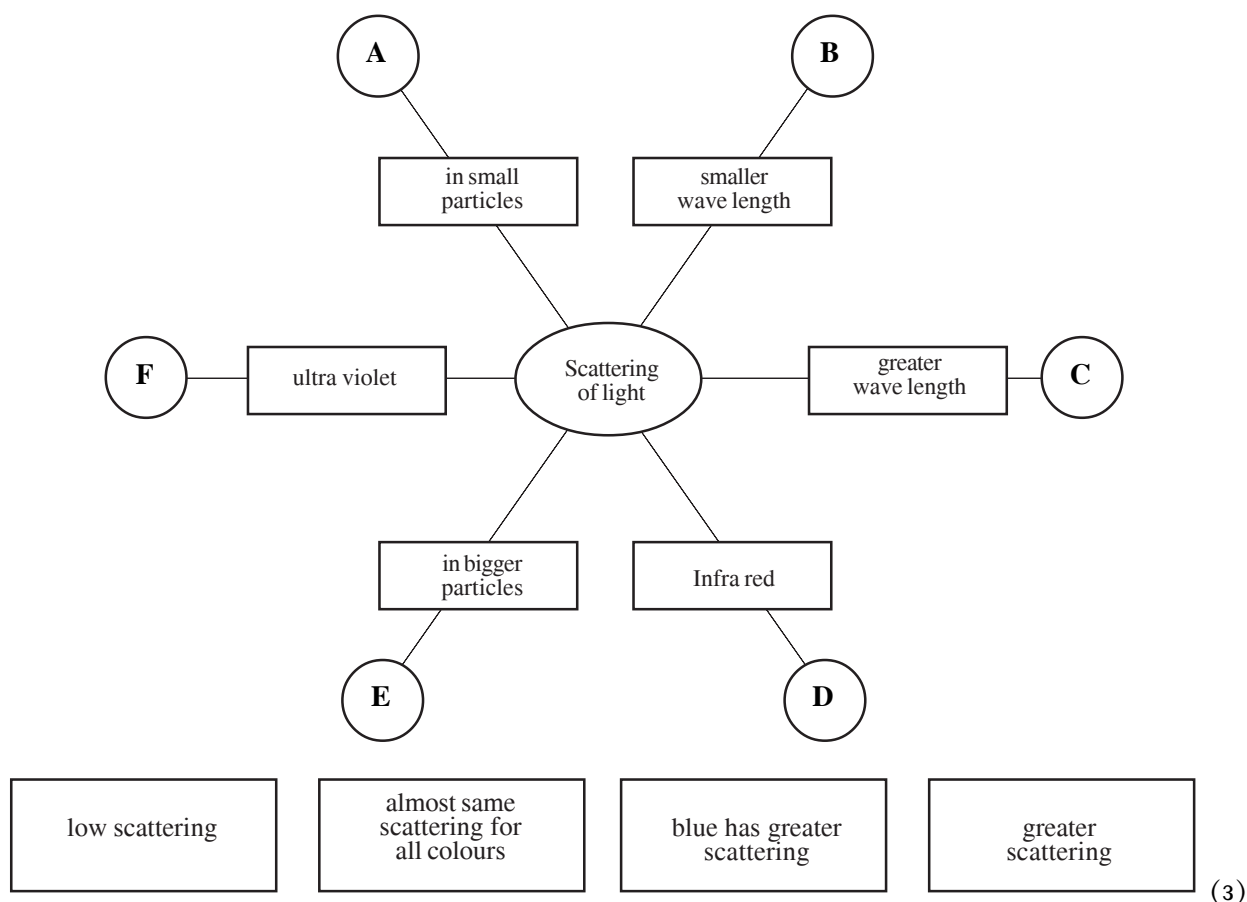 A
B
in small
particles
smaller
wave length
F
ultra violet
Scattering
of light
greater
wave length
C
in bigger
particles
Infra red
E
D
low scattering
almost same
scattering for
all colours
blue has greater
scattering
greater
scattering
(3)